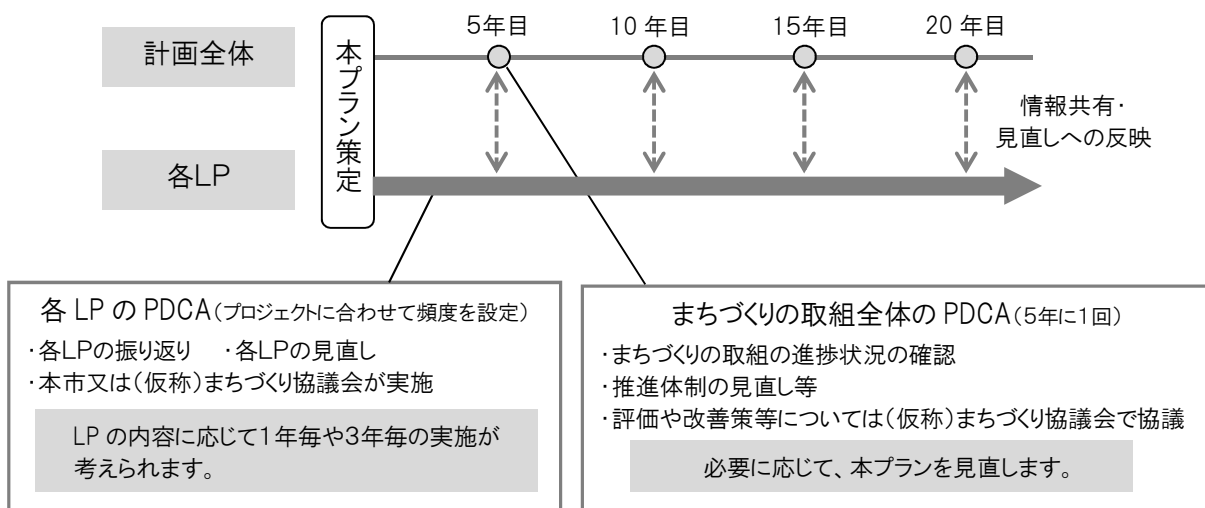 5年目
10 年目
15年目
20 年目
計画全体
本プラン策定
情報共有・
見直しへの反映
各LP
各 LP の PDCA(プロジェクトに合わせて頻度を設定)
・各LPの振り返り ・各LPの見直し
・本市又は(仮称)まちづくり協議会が実施
LP の内容に応じて1年毎や3年毎の実施が
考えられます。
まちづくりの取組全体の PDCA(5年に1回)
・まちづくりの取組の進捗状況の確認
・推進体制の見直し等
・評価や改善策等については(仮称)まちづくり協議会で協議
必要に応じて、本プランを見直します。